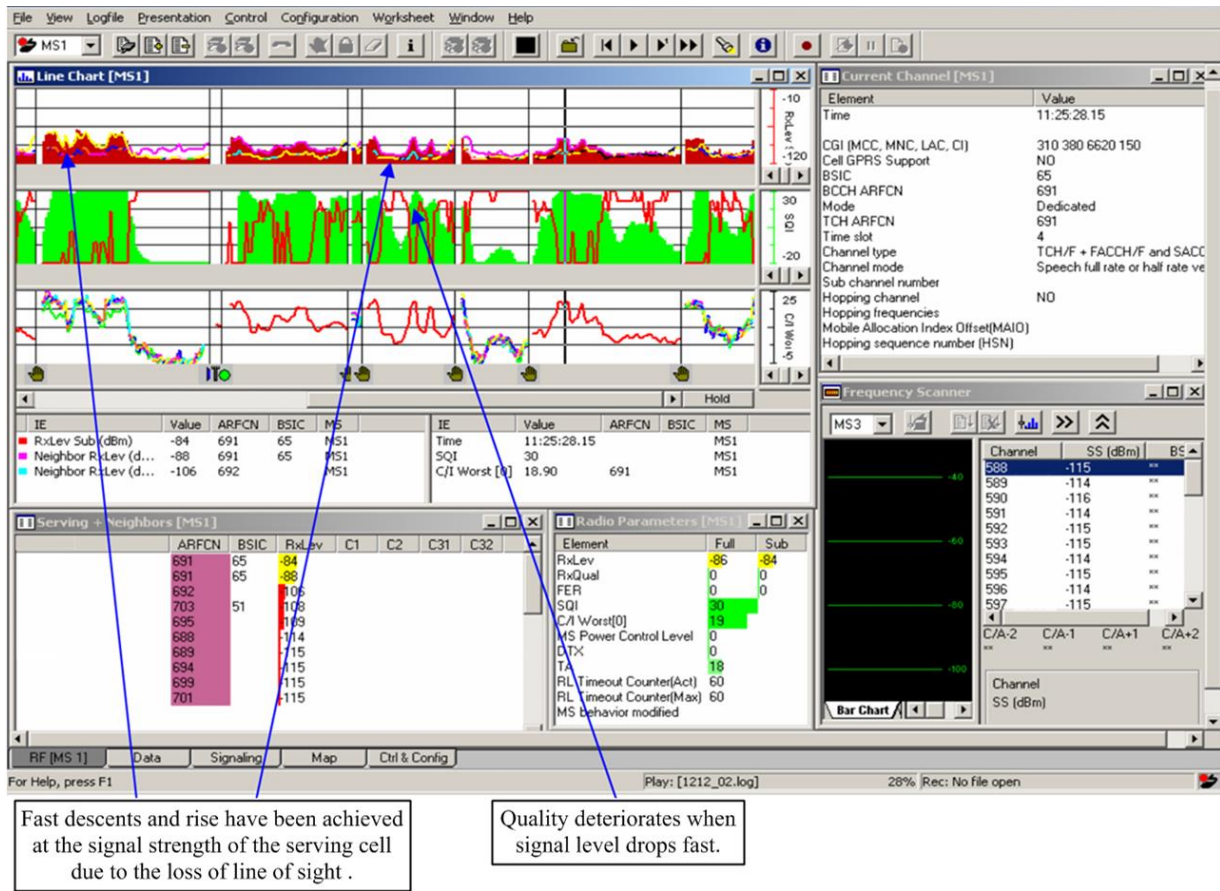 File View Logfile Presentation Control Configuration Worksheet Window Help
MS1
Line Chart [MS1]
-10
RxLev
-120
30
SQI
-20
25
C/I Wors
-5
Hold
IE Value ARFCN BSIC MS
RxLev Sub (dBm) -84 691 65 MS1
Neighbor RxLev (d... -88 691 65 MS1
Neighbor RxLev (d... -106 692 MS1
IE Value ARFCN BSIC MS
Time 11:25:28.15 MS1
SQI 30 MS1
C/I Worst [0] 18.90 691 MS1
Current Channel [MS1]
Element Value
Time 11:25:28.15
CGI (MCC, MNC, LAC, CI) 310 380 6620 150
Cell GPRS Support NO
BSIC 65
BCCH ARFCN 691
Mode Dedicated
TCH ARFCN 691
Time slot 4
Channel type TCH/F + FACCH/F and SACC
Channel mode Speech full rate or half rate ve
Sub channel number
Hopping channel NO
Hopping frequencies
Mobile Allocation Index Offset(MAIO)
Hopping sequence number (HSN)
Frequency Scanner
MS3
-40
-60
-80
-100
Bar Chart
Channel SS (dBm) BS
588 -115 **
589 -114 **
590 -116 **
591 -114 **
592 -115 **
593 -115 **
594 -114 **
595 -115 **
596 -114 **
597 -115 **
C/A-2 C/A-1 C/A+1 C/A+2
** ** ** **
Channel
SS (dBm)
Serving + Neighbors [MS1]
ARFCN BSIC RxLev C1 C2 C31 C32
691 65 -84
691 65 -88
692 -106
703 51 -108
695 -109
688 -114
689 -115
694 -115
699 -115
701 -115
Radio Parameters [MS1]
Element Full Sub
RxLev -86 -84
RxQual 0 0
FER 0 0
SQI 30
C/I Worst[0] 19
MS Power Control Level 0
DTX 0
TA 18
RL Timeout Counter(Act) 60
RL Timeout Counter(Max) 60
MS behavior modified
RF [MS 1] Data Signaling Map Ctrl & Config
For Help, press F1 Play: [1212_02.log] 28% Rec: No file open
Fast descents and rise have been achieved
at the signal strength of the serving cell
due to the loss of line of sight .
Quality deteriorates when
signal level drops fast.